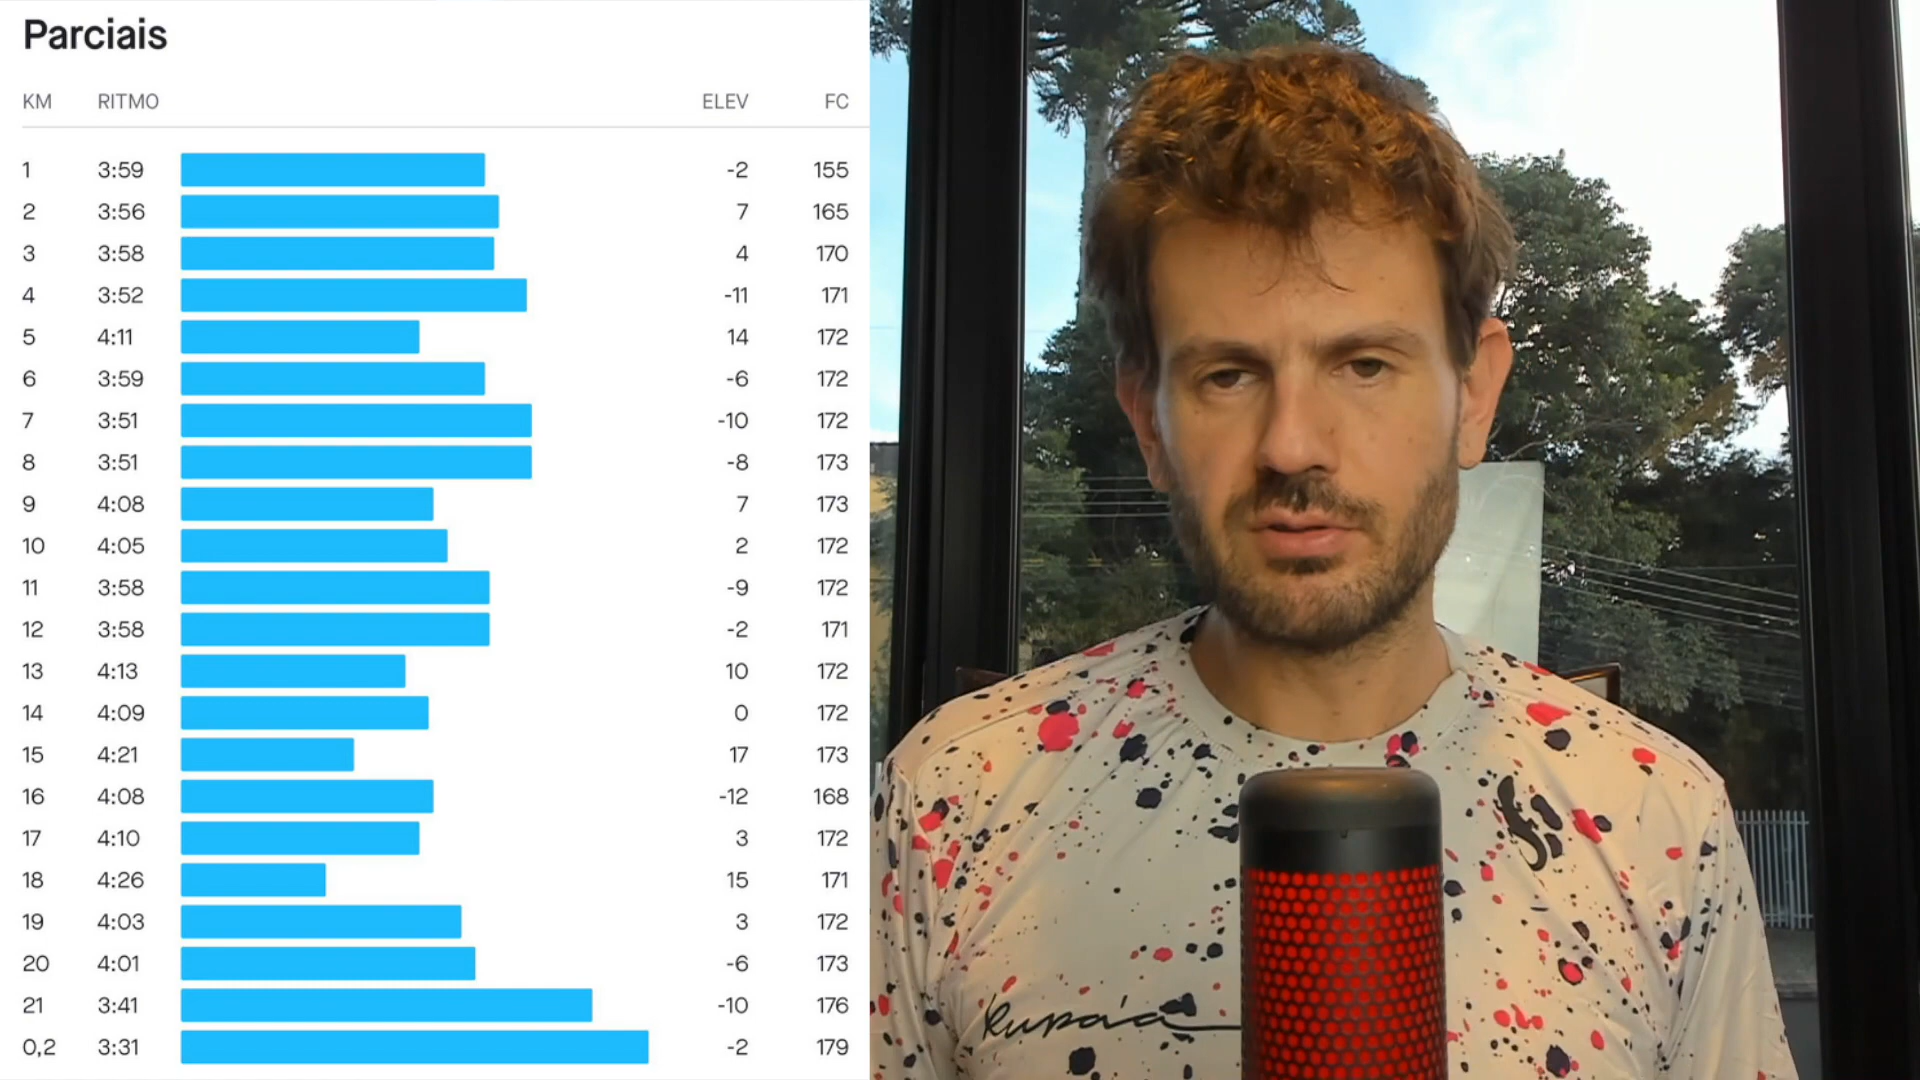 Parciais
KM RITMO ELEV FC
1 3:59 -2 155
2 3:56 7 165
3 3:58 4 170
4 3:52 -11 171
5 4:11 14 172
6 3:59 -6 172
7 3:51 -10 172
8 3:51 -8 173
9 4:08 7 173
10 4:05 2 172
11 3:58 -9 172
12 3:58 -2 171
13 4:13 10 172
14 4:09 0 172
15 4:21 17 173
16 4:08 -12 168
17 4:10 3 172
18 4:26 15 171
19 4:03 3 172
20 4:01 -6 173
21 3:41 -10 176
0,2 3:31 -2 179